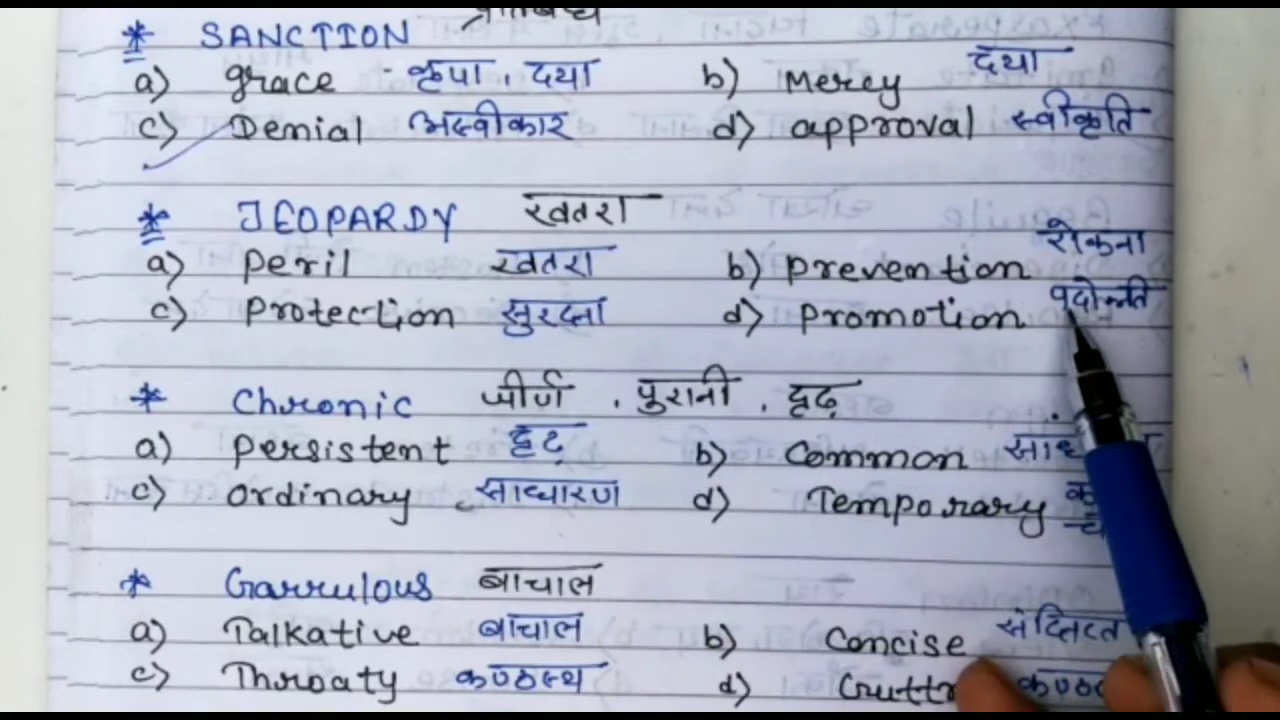 * SANCTION
a) grace कृपा, दया b) Mercy दया
c) Denial अस्वीकार d) approval स्वीकृति
* JEOPARDY खतरा
a) peril खतरा b) prevention रोकना
c) protection सुरक्षा d) promotion पदोन्नति
* Chronic जीर्ण, पुरानी, दृढ़
a) persistent दृढ़ b) Common
c) ordinary साधारण d) Temporary
* Garrulous बाचाल
a) Talkative बाचाल b) Concise संक्षिप्त
c) Throaty कण्ठस्थ d)